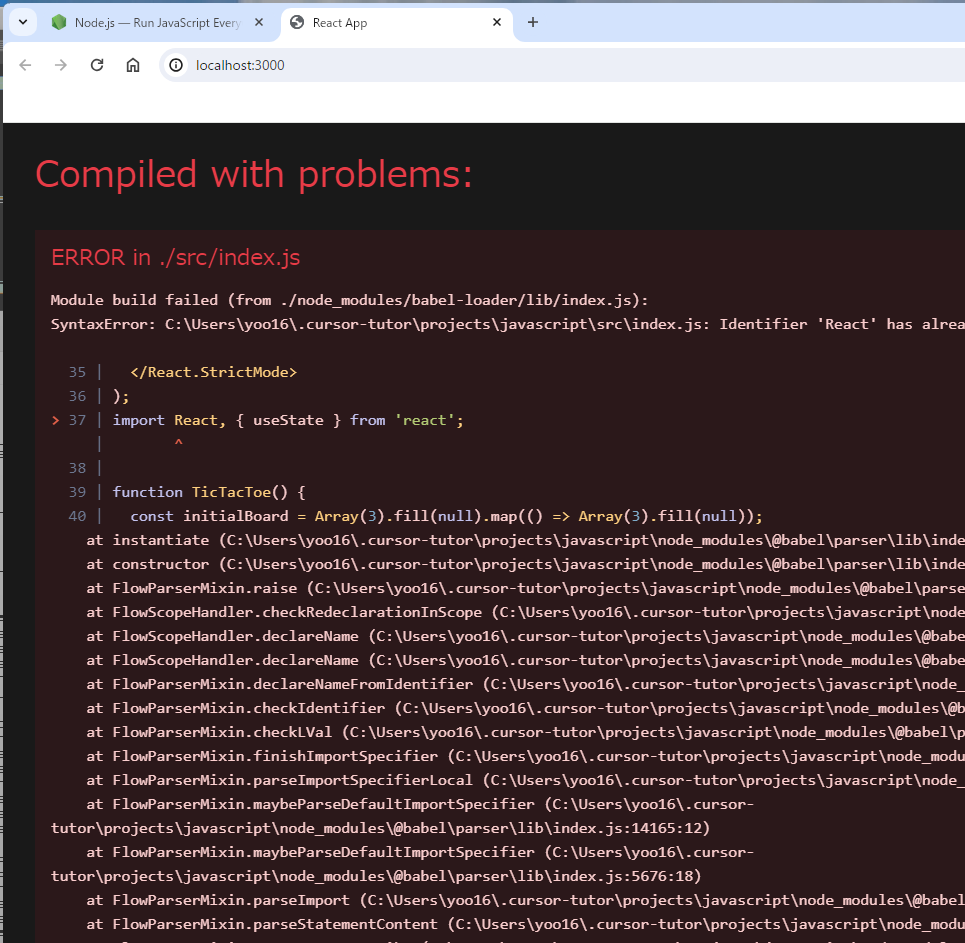 Node.js — Run JavaScript Every
React App
localhost:3000
Compiled with problems:
ERROR in ./src/index.js
Module build failed (from ./node_modules/babel-loader/lib/index.js):
SyntaxError: C:\Users\yoo16\.cursor-tutor\projects\javascript\src\index.js: Identifier 'React' has alrea
35 |   </React.StrictMode>
36 | );
> 37 | import React, { useState } from 'react';
|        ^
38 |
39 | function TicTacToe() {
40 |   const initialBoard = Array(3).fill(null).map(() => Array(3).fill(null));
at instantiate (C:\Users\yoo16\.cursor-tutor\projects\javascript\node_modules\@babel\parser\lib\inde
at constructor (C:\Users\yoo16\.cursor-tutor\projects\javascript\node_modules\@babel\parser\lib\inde
at FlowParserMixin.raise (C:\Users\yoo16\.cursor-tutor\projects\javascript\node_modules\@babel\parse
at FlowScopeHandler.checkRedeclarationInScope (C:\Users\yoo16\.cursor-tutor\projects\javascript\node
at FlowScopeHandler.declareName (C:\Users\yoo16\.cursor-tutor\projects\javascript\node_modules\@babe
at FlowScopeHandler.declareName (C:\Users\yoo16\.cursor-tutor\projects\javascript\node_modules\@babe
at FlowParserMixin.declareNameFromIdentifier (C:\Users\yoo16\.cursor-tutor\projects\javascript\node_
at FlowParserMixin.checkIdentifier (C:\Users\yoo16\.cursor-tutor\projects\javascript\node_modules\@b
at FlowParserMixin.checkLVal (C:\Users\yoo16\.cursor-tutor\projects\javascript\node_modules\@babel\p
at FlowParserMixin.finishImportSpecifier (C:\Users\yoo16\.cursor-tutor\projects\javascript\node_modu
at FlowParserMixin.parseImportSpecifierLocal (C:\Users\yoo16\.cursor-tutor\projects\javascript\node_
at FlowParserMixin.maybeParseDefaultImportSpecifier (C:\Users\yoo16\.cursor-
tutor\projects\javascript\node_modules\@babel\parser\lib\index.js:14165:12)
at FlowParserMixin.maybeParseDefaultImportSpecifier (C:\Users\yoo16\.cursor-
tutor\projects\javascript\node_modules\@babel\parser\lib\index.js:5676:18)
at FlowParserMixin.parseImport (C:\Users\yoo16\.cursor-tutor\projects\javascript\node_modules\@babel
at FlowParserMixin.parseStatementContent (C:\Users\yoo16\.cursor-tutor\projects\javascript\node_modu